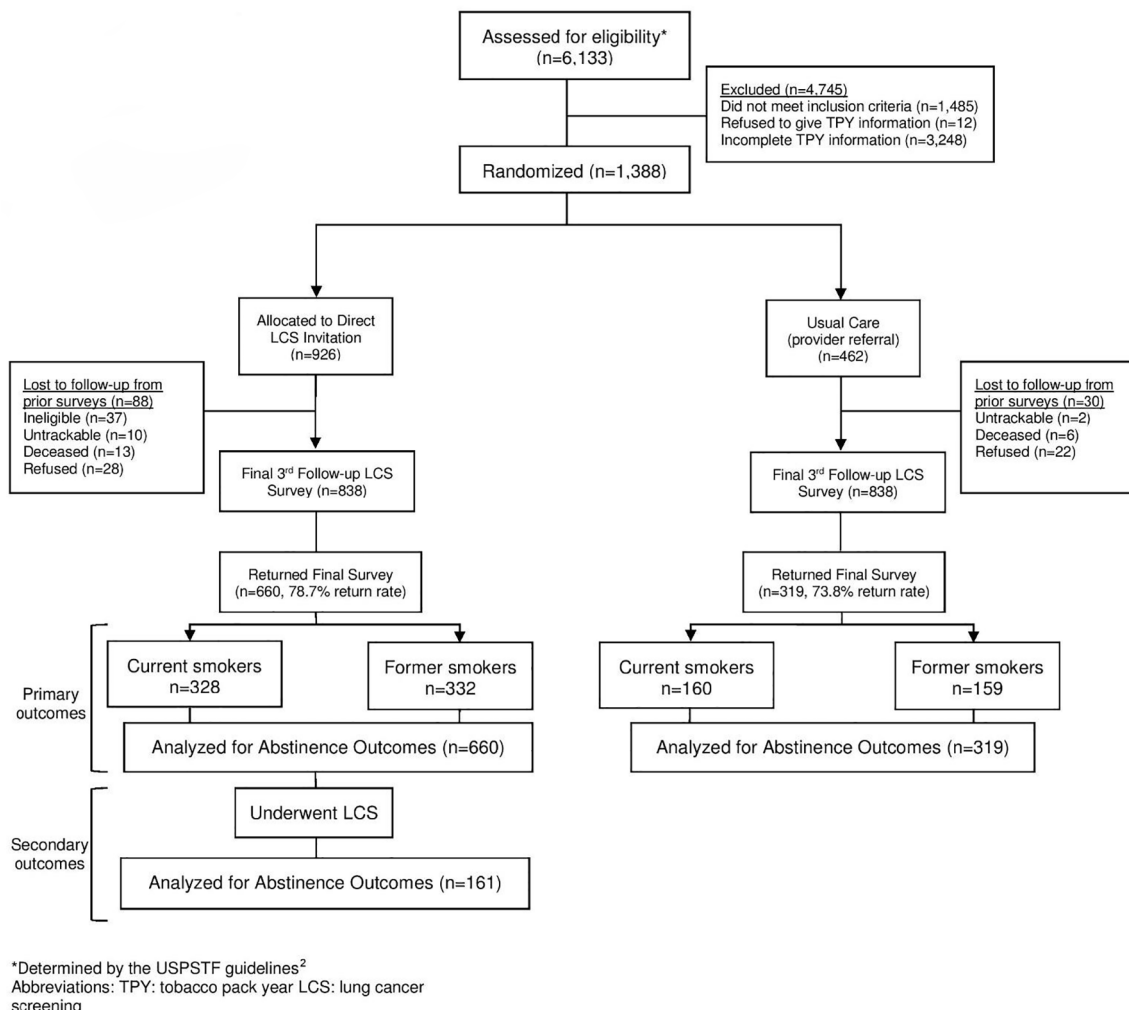 Assessed for eligibility*
(n=6,133)
Excluded (n=4,745)
Did not meet inclusion criteria (n=1,485)
Refused to give TPY information (n=12)
Incomplete TPY information (n=3,248)
Randomized (n=1,388)
Allocated to Direct
LCS Invitation
(n=926)
Usual Care
(provider referral)
(n=462)
Lost to follow-up from
prior surveys (n=88)
Ineligible (n=37)
Untrackable (n=10)
Deceased (n=13)
Refused (n=28)
Lost to follow-up from
prior surveys (n=30)
Untrackable (n=2)
Deceased (n=6)
Refused (n=22)
Final 3rd Follow-up LCS
Survey (n=838)
Final 3rd Follow-up LCS
Survey (n=838)
Returned Final Survey
(n=660, 78.7% return rate)
Returned Final Survey
(n=319, 73.8% return rate)
Primary
outcomes
Current smokers
n=328
Former smokers
n=332
Current smokers
n=160
Former smokers
n=159
Analyzed for Abstinence Outcomes (n=660)
Analyzed for Abstinence Outcomes (n=319)
Secondary
outcomes
Underwent LCS
Analyzed for Abstinence Outcomes (n=161)
*Determined by the USPSTF guidelines2
Abbreviations: TPY: tobacco pack year LCS: lung cancer
screening